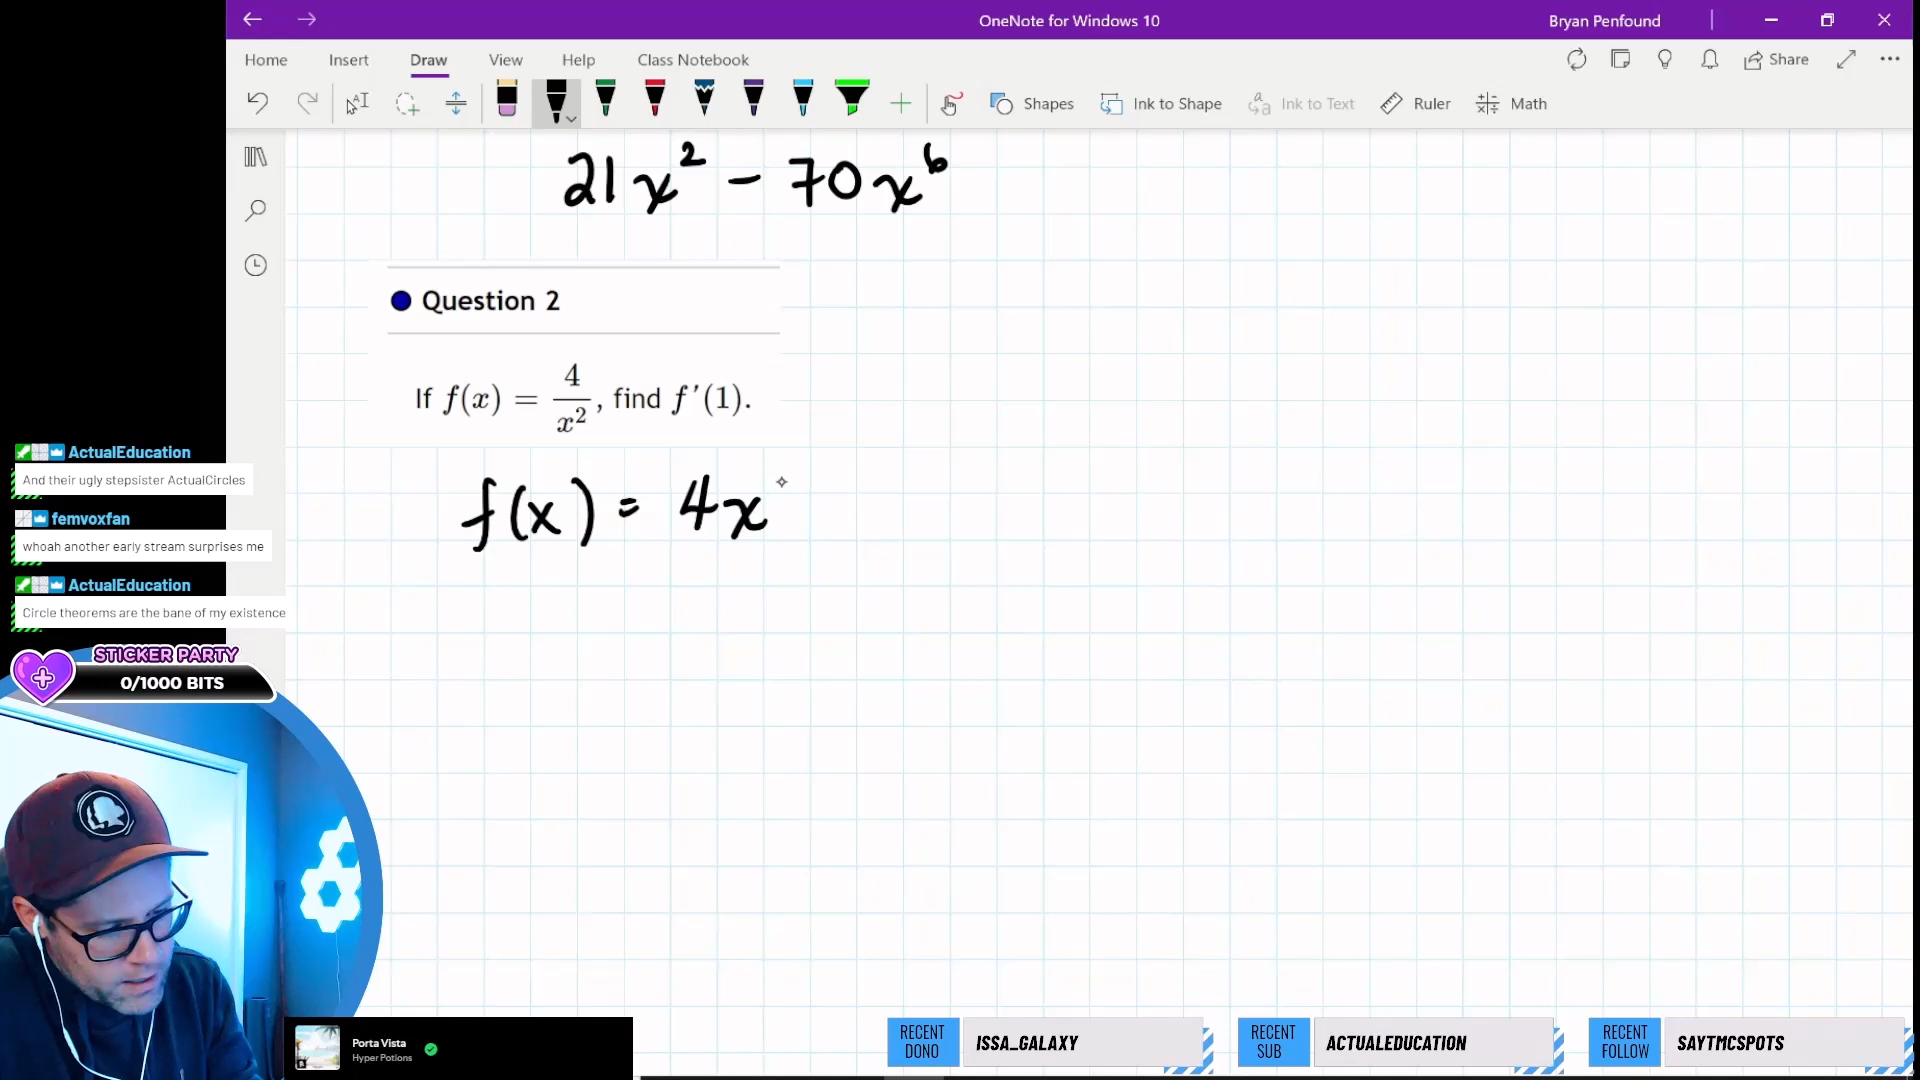 OneNote for Windows 10
Bryan Penfound
Home Insert Draw View Help Class Notebook
Share
Shapes Ink to Shape Ink to Text Ruler Math
21x² - 70x⁶
Question 2
If f(x) = 4/x², find f′(1).
f(x) = 4x
ActualEducation
And their ugly stepsister ActualCircles
femvoxfan
whoah another early stream surprises me
ActualEducation
Circle theorems are the bane of my existence
STICKER PARTY
0/1000 BITS
Porta Vista
Hyper Potions
RECENT DONO
ISSA_GALAXY
RECENT SUB
ACTUALEDUCATION
RECENT FOLLOW
SAYTMCSPOTS